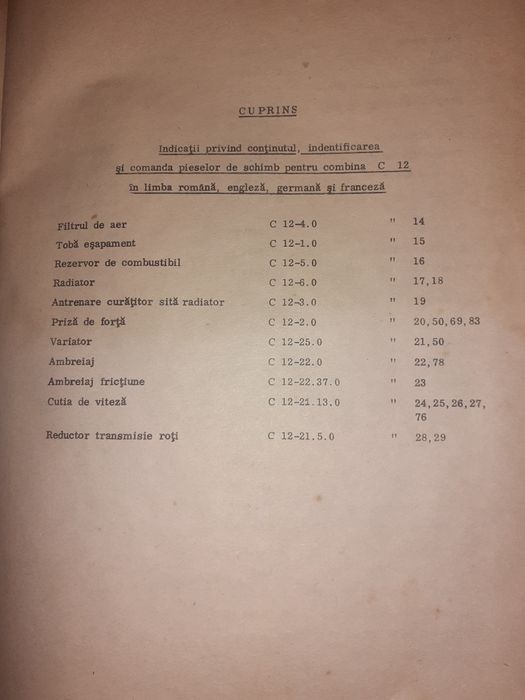 CUPRINS
Indicații privind conținutul, indentificarea
și comanda pieselor de schimb pentru combina C 12
în limba română, engleză, germană și franceză
Filtrul de aer C 12-4.0 " 14
Tobă eșapament C 12-1.0 " 15
Rezervor de combustibil C 12-5.0 " 16
Radiator C 12-6.0 " 17,18
Antrenare curățitor sită radiator C 12-3.0 " 19
Priză de forță C 12-2.0 " 20,50,69,83
Variator C 12-25.0 " 21,50
Ambreiaj C 12-22.0 " 22,78
Ambreiaj fricțiune C 12-22.37.0 " 23
Cutia de viteză C 12-21.13.0 " 24,25,26,27,
76
Reductor transmisie roți C 12-21.5.0 " 28,29